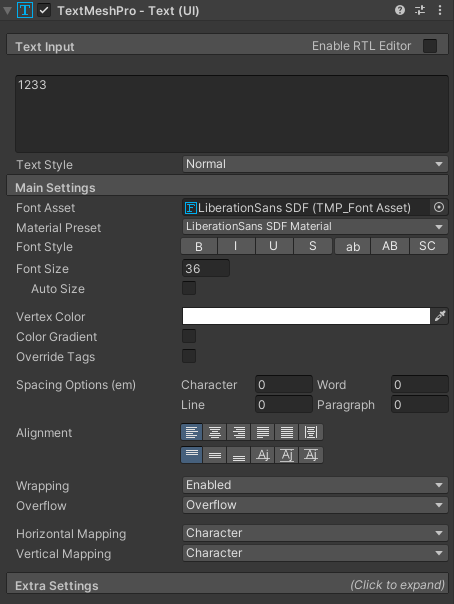 TextMeshPro - Text (UI)
Text Input Enable RTL Editor
1233
Text Style Normal
Main Settings
Font Asset LiberationSans SDF (TMP_Font Asset)
Material Preset LiberationSans SDF Material
Font Style B I U S ab AB SC
Font Size 36
Auto Size
Vertex Color
Color Gradient
Override Tags
Spacing Options (em) Character 0 Word 0
Line 0 Paragraph 0
Alignment
Wrapping Enabled
Overflow Overflow
Horizontal Mapping Character
Vertical Mapping Character
Extra Settings (Click to expand)